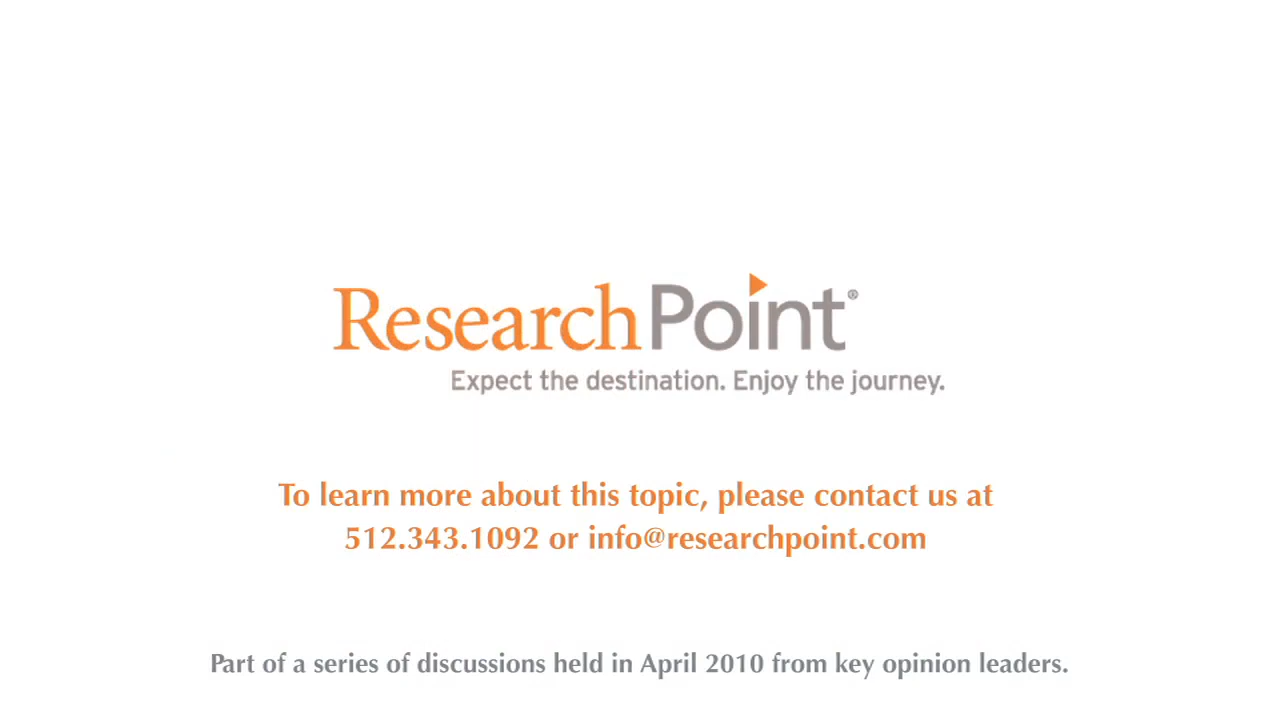 ResearchPoint®
Expect the destination. Enjoy the journey.
To learn more about this topic, please contact us at
512.343.1092 or info@researchpoint.com
Part of a series of discussions held in April 2010 from key opinion leaders.